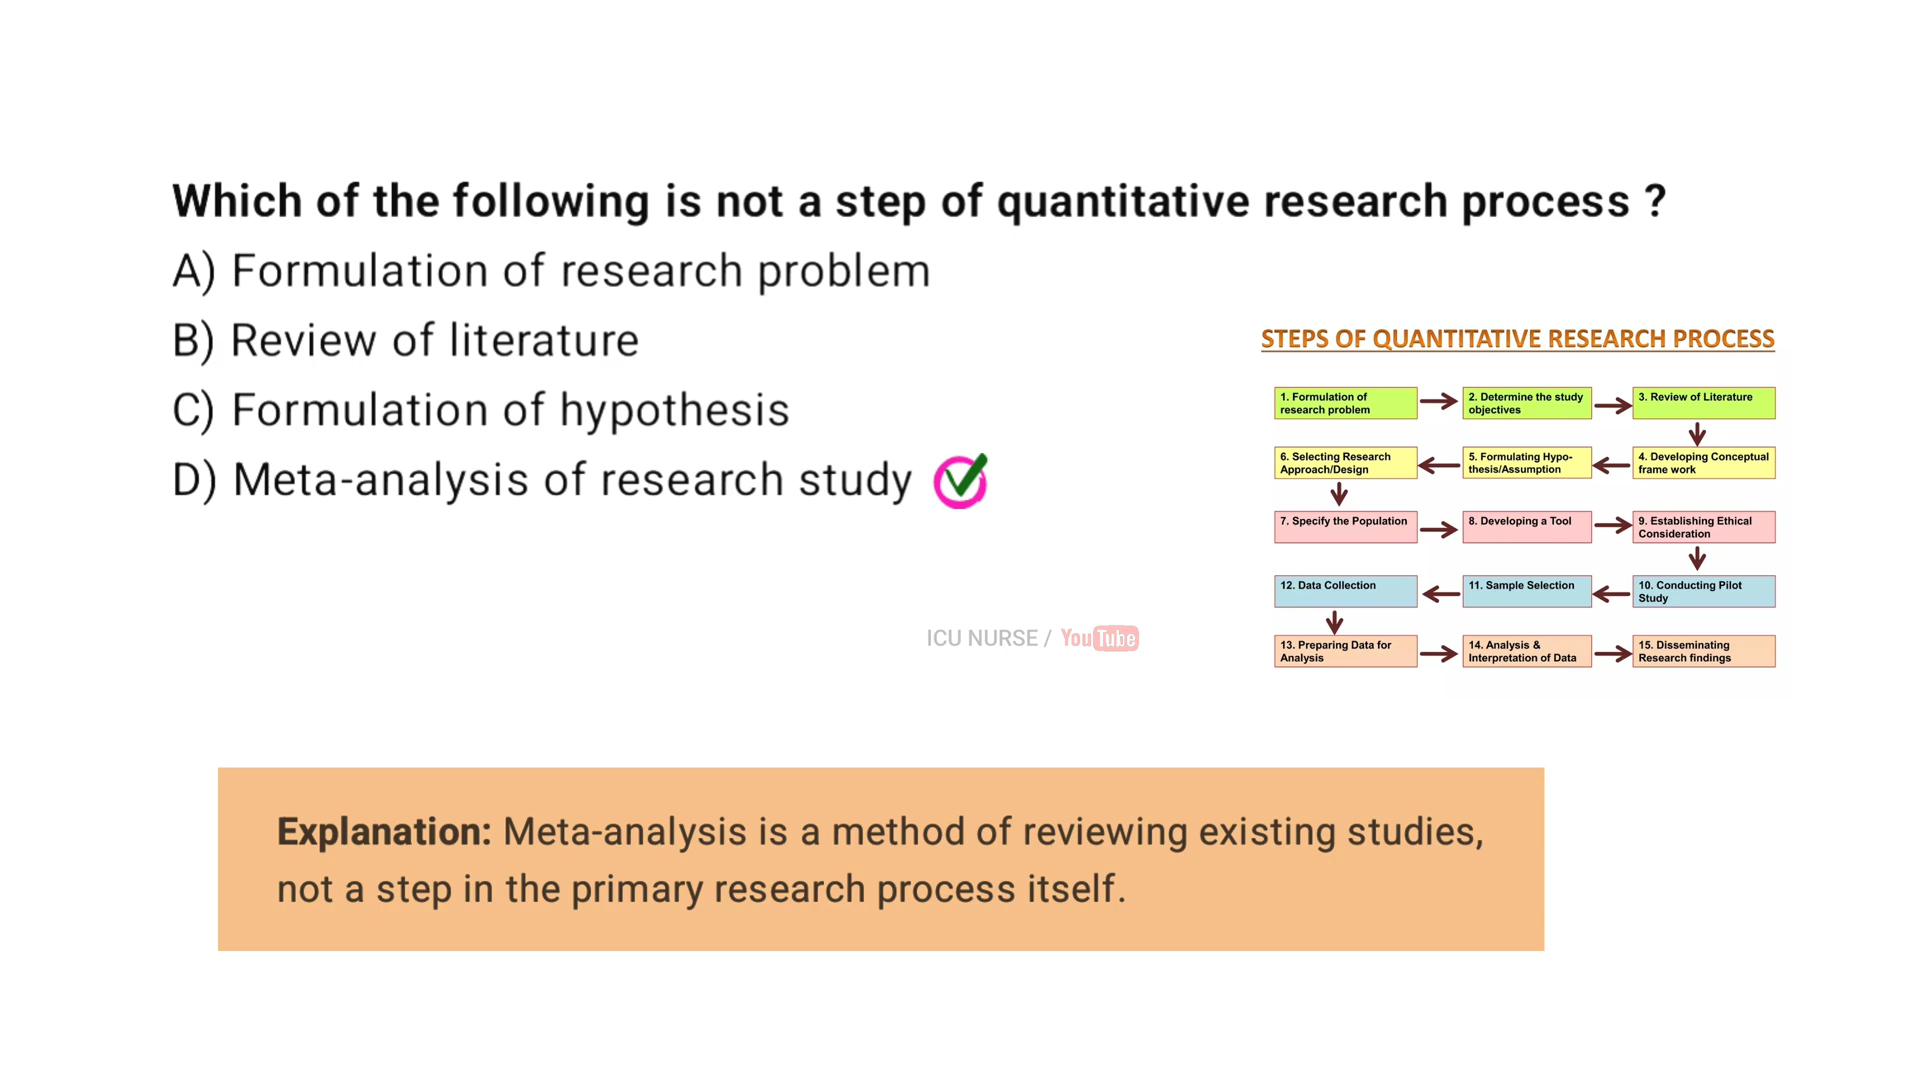 Which of the following is not a step of quantitative research process ?
A) Formulation of research problem
B) Review of literature
C) Formulation of hypothesis
D) Meta-analysis of research study
STEPS OF QUANTITATIVE RESEARCH PROCESS
1. Formulation of
research problem
2. Determine the study
objectives
3. Review of Literature
6. Selecting Research
Approach/Design
5. Formulating Hypo-
thesis/Assumption
4. Developing Conceptual
frame work
7. Specify the Population
8. Developing a Tool
9. Establishing Ethical
Consideration
12. Data Collection
11. Sample Selection
10. Conducting Pilot
Study
13. Preparing Data for
Analysis
14. Analysis &
Interpretation of Data
15. Disseminating
Research findings
ICU NURSE / YouTube
Explanation: Meta-analysis is a method of reviewing existing studies,
not a step in the primary research process itself.